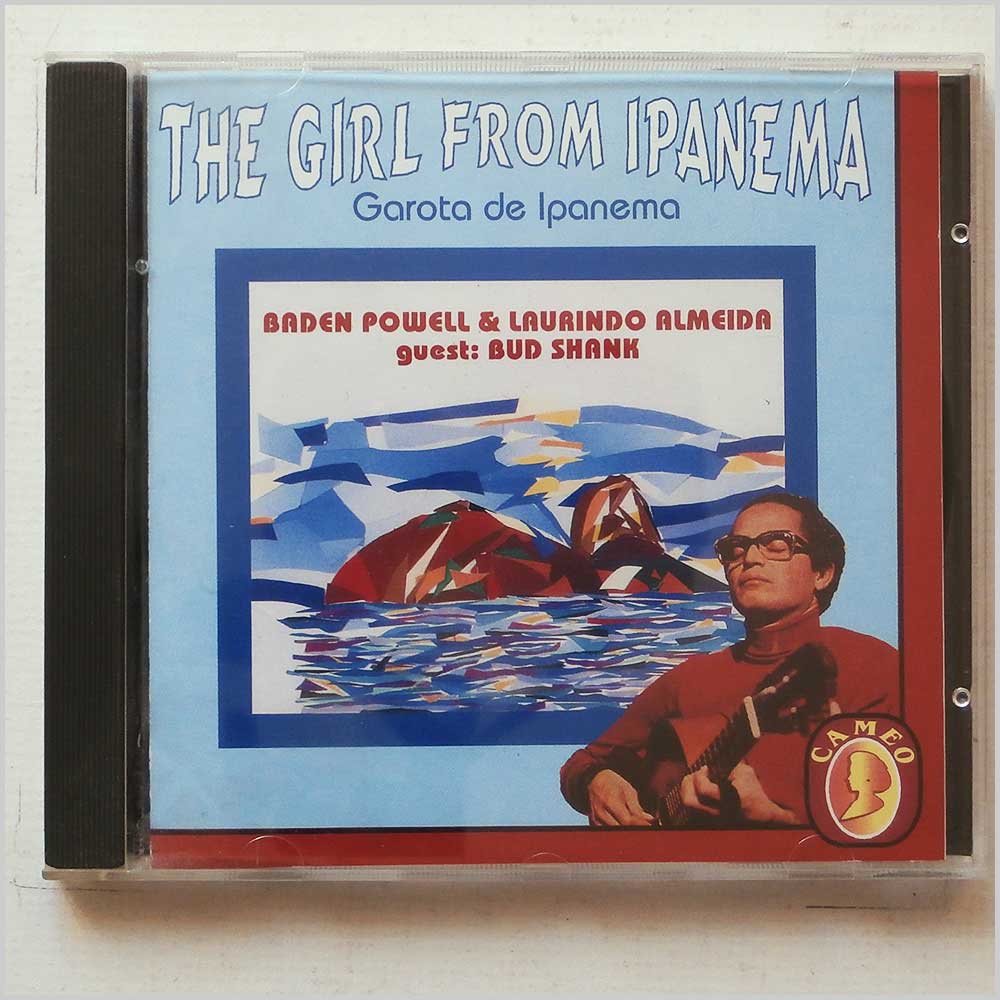 THE GIRL FROM IPANEMA
Garota de Ipanema
BADEN POWELL & LAURINDO ALMEIDA
guest: BUD SHANK
CAMEO